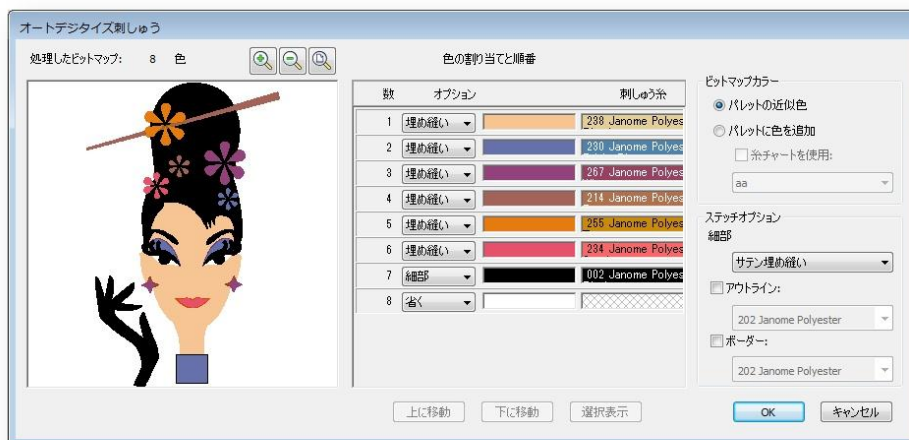 オートデジタイズ刺しゅう
処理したビットマップ: 8 色
色の割り当てと順番
数 オプション 刺しゅう糸
1 埋め縫い 238 Janome Polyes
2 埋め縫い 230 Janome Polyes
3 埋め縫い 267 Janome Polyes
4 埋め縫い 214 Janome Polyes
5 埋め縫い 255 Janome Polyes
6 埋め縫い 234 Janome Polyes
7 細部 002 Janome Polyes
8 省く
ビットマップカラー
パレットの近似色
パレットに色を追加
糸チャートを使用:
aa
ステッチオプション
細部
サテン埋め縫い
アウトライン:
202 Janome Polyester
ボーダー:
202 Janome Polyester
上に移動 下に移動 選択表示 OK キャンセル